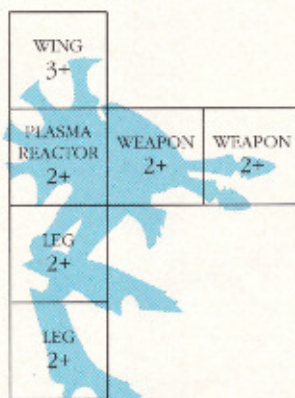 WING
3+
PLASMA
REACTOR
2+
WEAPON
2+
WEAPON
2+
LEG
2+
LEG
2+